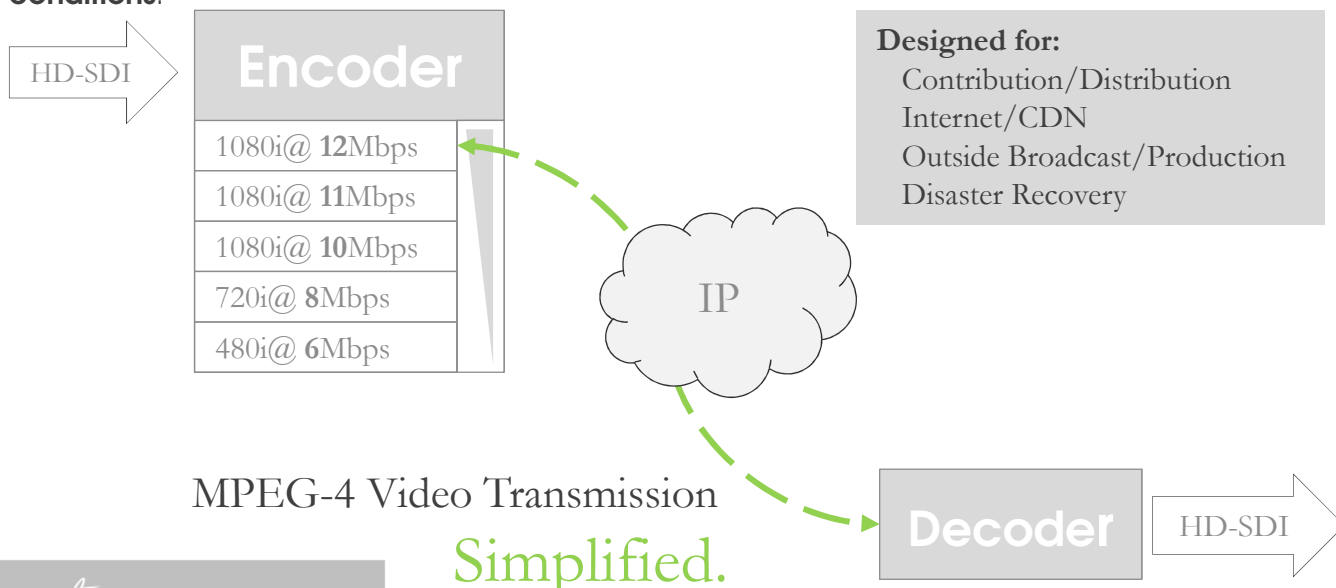 conditions.
HD-SDI
Encoder
1080i@ 12Mbps
1080i@ 11Mbps
1080i@ 10Mbps
720i@ 8Mbps
480i@ 6Mbps
Designed for:
Contribution/Distribution
Internet/CDN
Outside Broadcast/Production
Disaster Recovery
IP
MPEG-4 Video Transmission
Simplified.
Decoder
HD-SDI